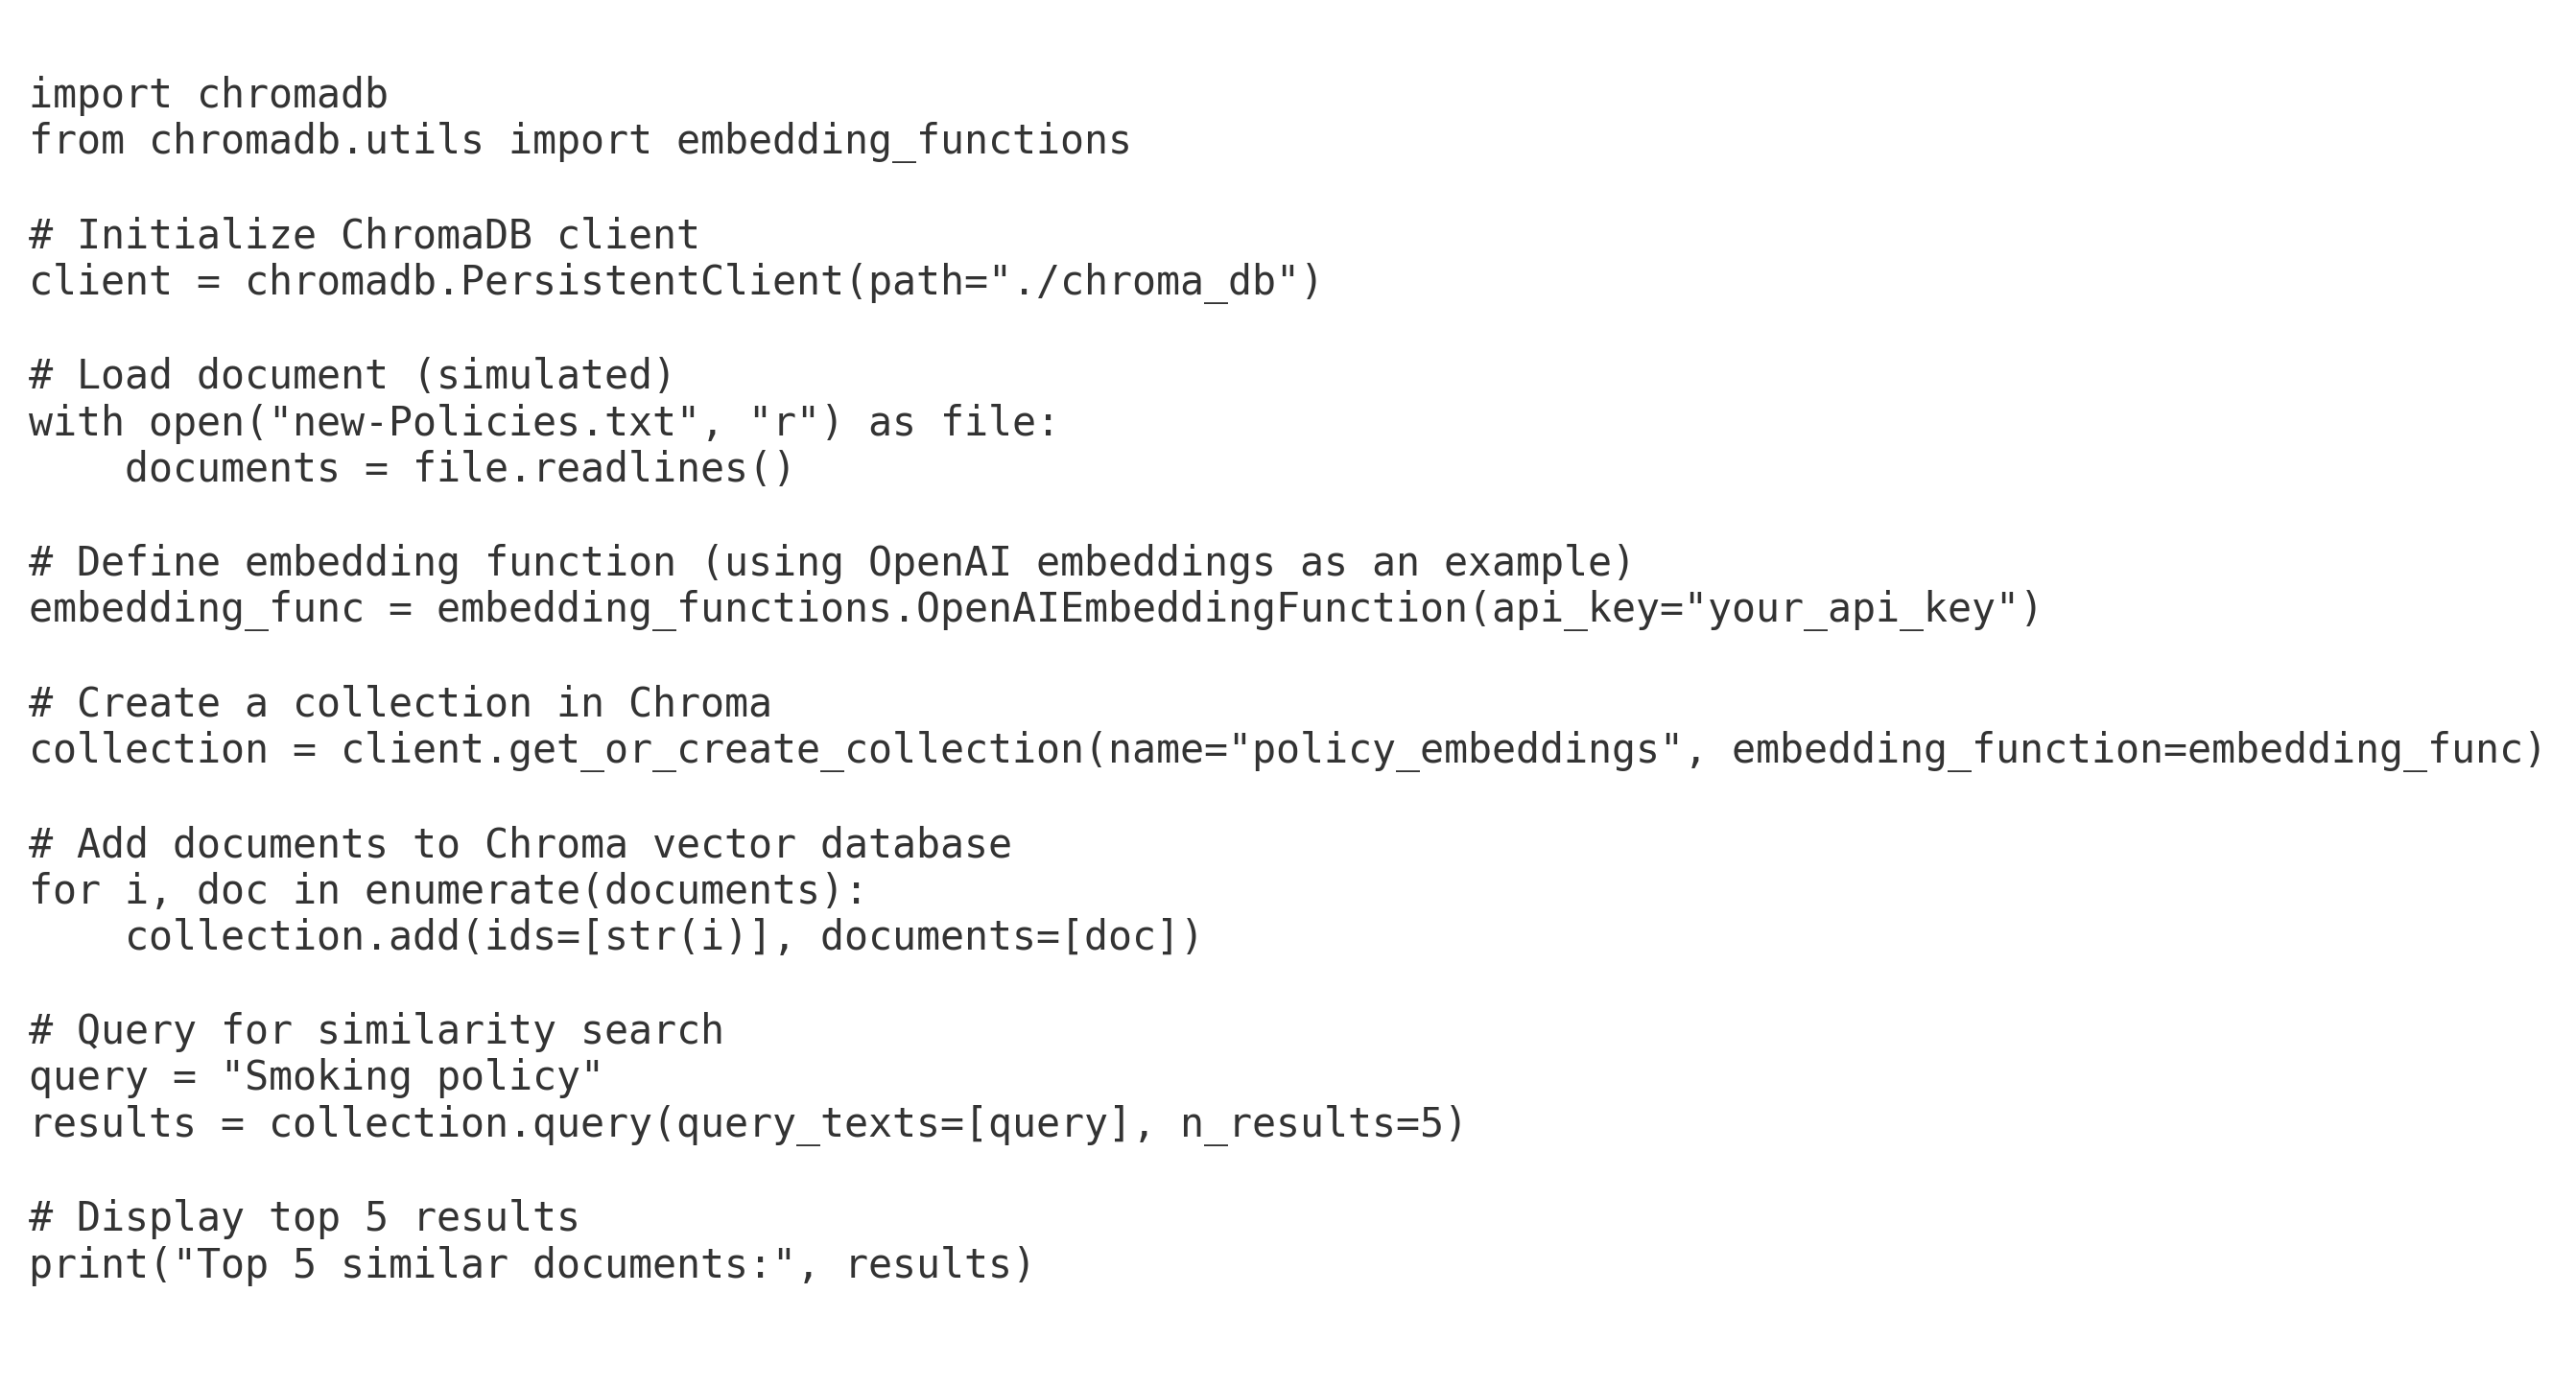 import chromadb
from chromadb.utils import embedding_functions

# Initialize ChromaDB client
client = chromadb.PersistentClient(path="./chroma_db")

# Load document (simulated)
with open("new-Policies.txt", "r") as file:
    documents = file.readlines()

# Define embedding function (using OpenAI embeddings as an example)
embedding_func = embedding_functions.OpenAIEmbeddingFunction(api_key="your_api_key")

# Create a collection in Chroma
collection = client.get_or_create_collection(name="policy_embeddings", embedding_function=embedding_func)

# Add documents to Chroma vector database
for i, doc in enumerate(documents):
    collection.add(ids=[str(i)], documents=[doc])

# Query for similarity search
query = "Smoking policy"
results = collection.query(query_texts=[query], n_results=5)

# Display top 5 results
print("Top 5 similar documents:", results)